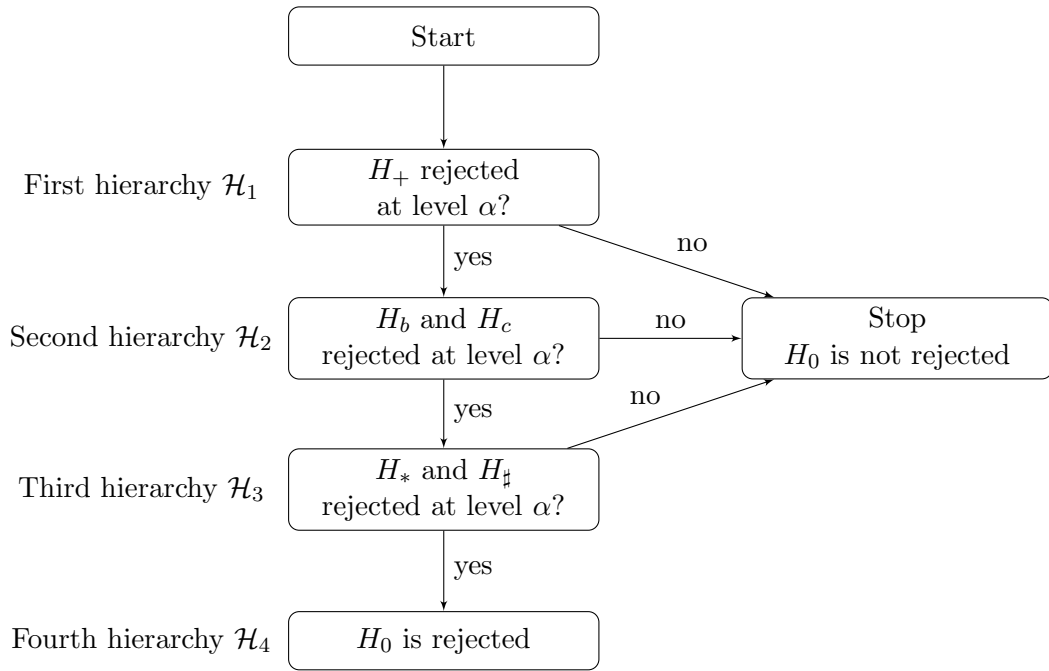 Start
First hierarchy ℋ₁
H₊ rejected
at level α?
no
yes
Second hierarchy ℋ₂
H_b and H_c
rejected at level α?
no
Stop
H₀ is not rejected
yes
no
Third hierarchy ℋ₃
H_* and H_♯
rejected at level α?
yes
Fourth hierarchy ℋ₄
H₀ is rejected